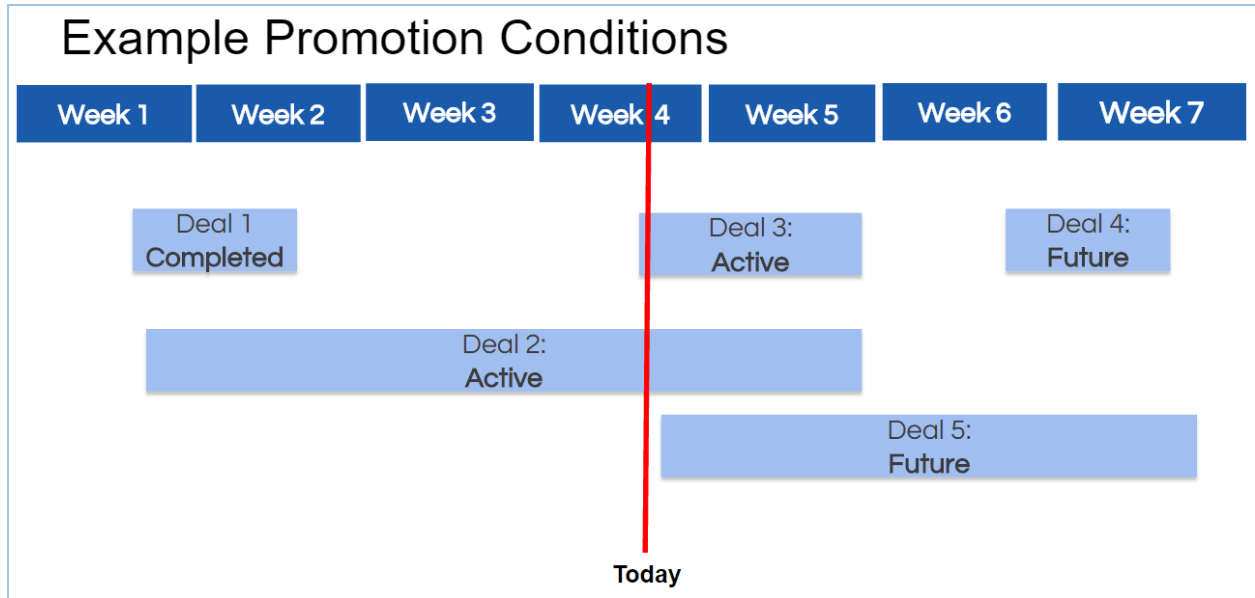 Example Promotion Conditions
Week 1
Week 2
Week 3
Week 4
Week 5
Week 6
Week 7
Deal 1
Completed
Deal 3:
Active
Deal 4:
Future
Deal 2:
Active
Deal 5:
Future
Today